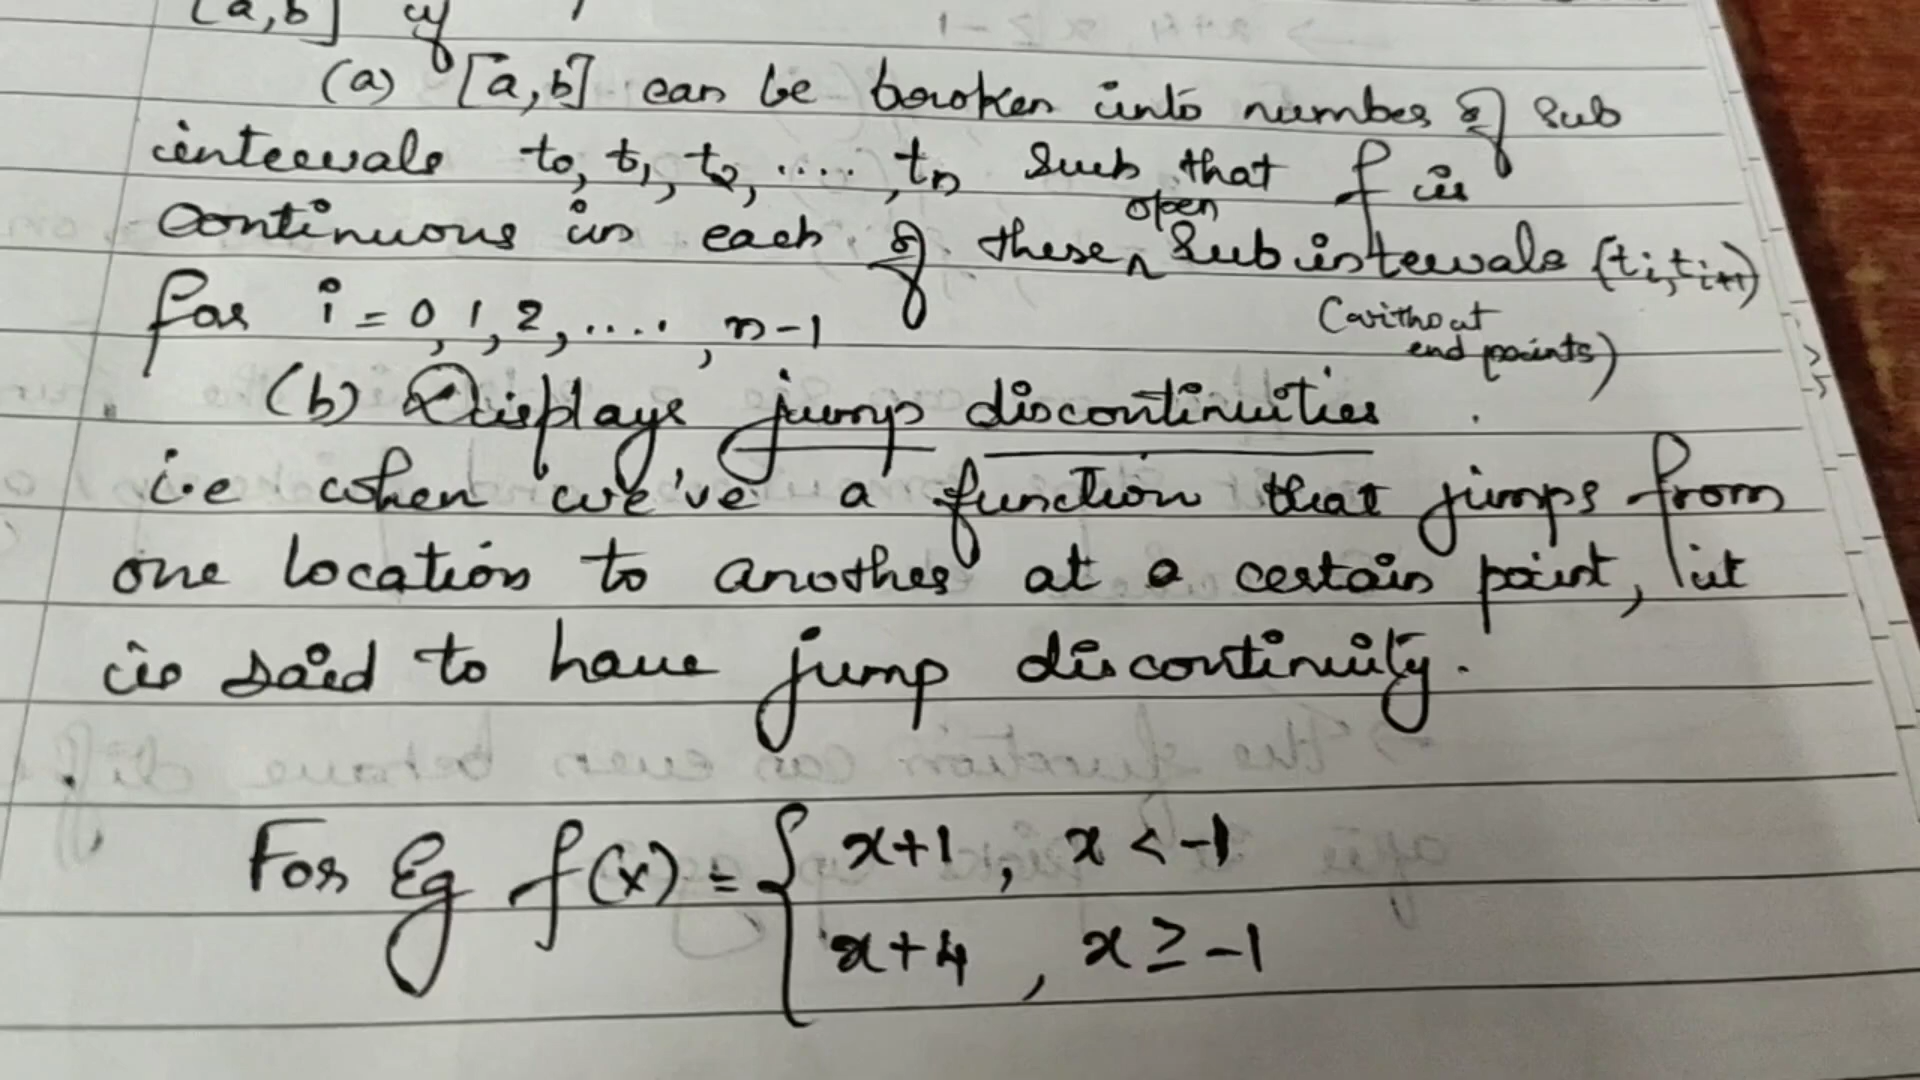 [a,b] if
(a) [a,b] can be broken into number of sub
intervals to, t1, t2, ...., tn such that f is
continuous in each of these open subintervals (ti, ti+1)
for i = 0, 1, 2, ...., n-1 (without
end points)
(b) Displays jump discontinuities.
i.e when we've a function that jumps from
one location to another at a certain point, it
is said to have jump discontinuity.
For Eg f(x) = { x+1, x < -1
x+4, x ≥ -1